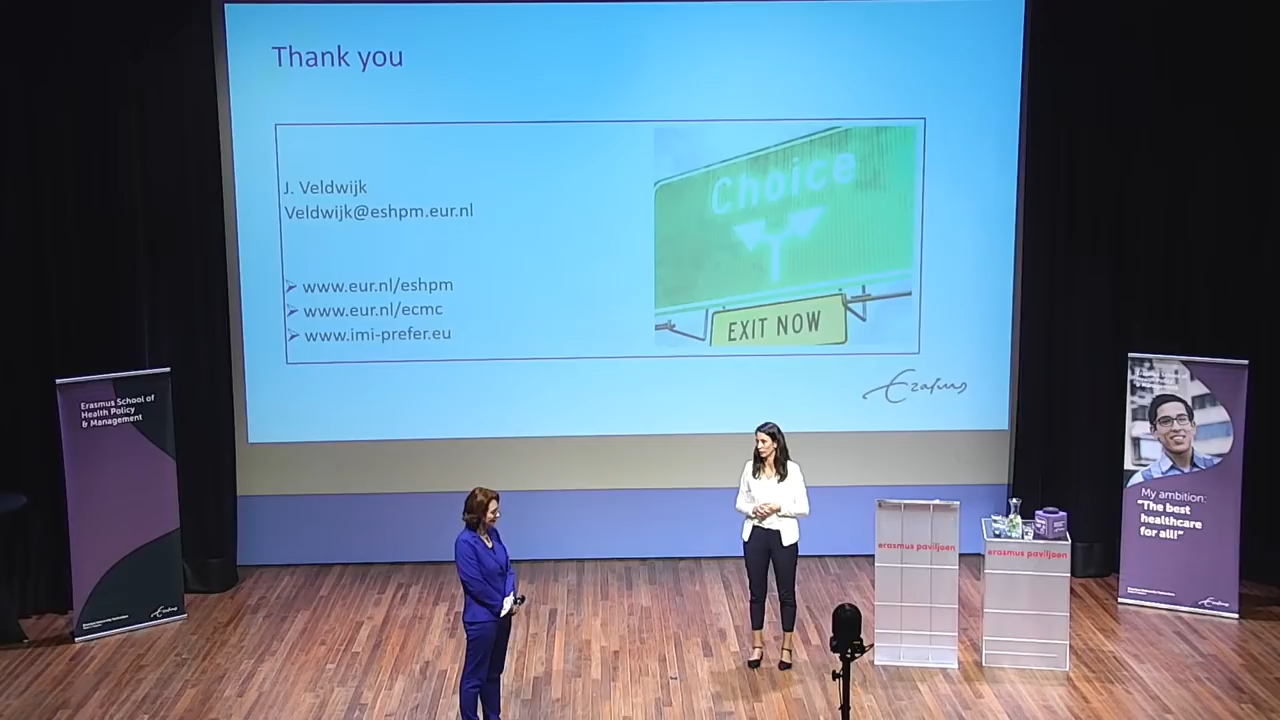 Thank you
J. Veldwijk
Veldwijk@eshpm.eur.nl
www.eur.nl/eshpm
www.eur.nl/ecmc
www.imi-prefer.eu
Choice
EXIT NOW
Erasmus
Erasmus School of
Health Policy
& Management
Erasmus
erasmus paviljoen
erasmus paviljoen
My ambition:
"The best
healthcare
for all!"
Erasmus